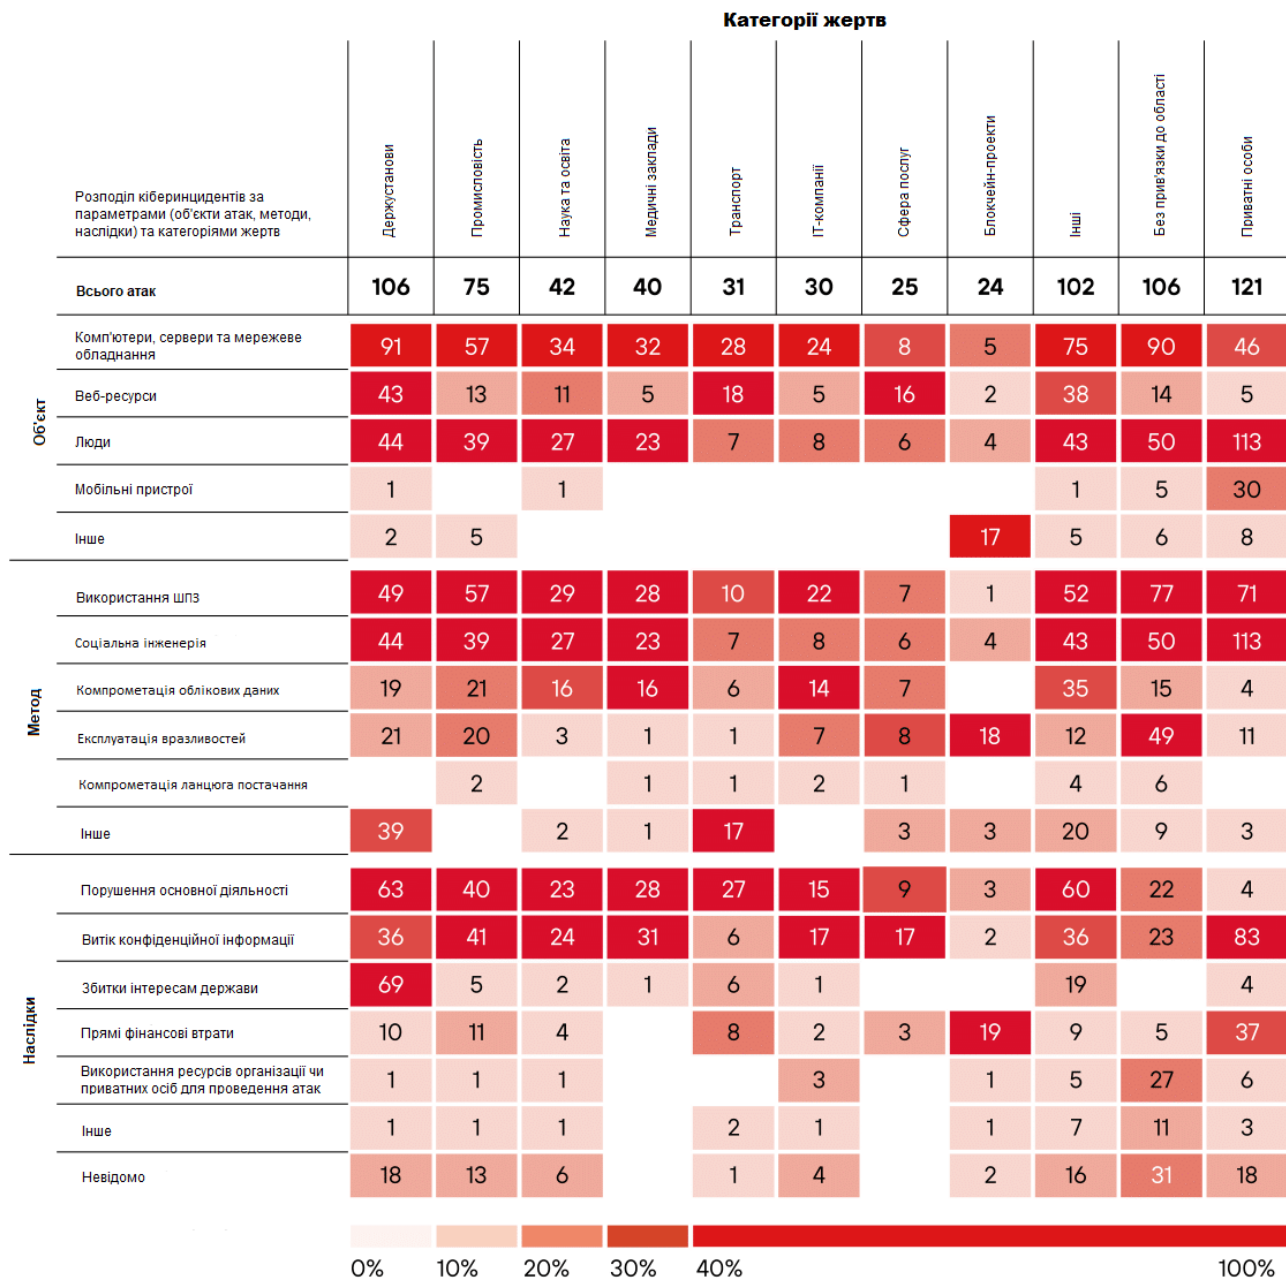 Категорії жертв
Розподіл кіберинцидентів за
параметрами (об'єкти атак, методи,
наслідки) та категоріями жертв
Держустанови
Промисловість
Наука та освіта
Медичні заклади
Транспорт
ІТ-компанії
Сфера послуг
Блокчейн-проекти
Інші
Без прив'язки до області
Приватні особи
Всього атак 106 75 42 40 31 30 25 24 102 106 121
Об'єкт
Комп'ютери, сервери та мережеве
обладнання 91 57 34 32 28 24 8 5 75 90 46
Веб-ресурси 43 13 11 5 18 5 16 2 38 14 5
Люди 44 39 27 23 7 8 6 4 43 50 113
Мобільні пристрої 1 1 1 5 30
Інше 2 5 17 5 6 8
Метод
Використання ШПЗ 49 57 29 28 10 22 7 1 52 77 71
Соціальна інженерія 44 39 27 23 7 8 6 4 43 50 113
Компрометація облікових даних 19 21 16 16 6 14 7 35 15 4
Експлуатація вразливостей 21 20 3 1 1 7 8 18 12 49 11
Компрометація ланцюга постачання 2 1 1 2 1 4 6
Інше 39 2 1 17 3 3 20 9 3
Наслідки
Порушення основної діяльності 63 40 23 28 27 15 9 3 60 22 4
Витік конфіденційної інформації 36 41 24 31 6 17 17 2 36 23 83
Збитки інтересам держави 69 5 2 1 6 1 19 4
Прямі фінансові втрати 10 11 4 8 2 3 19 9 5 37
Використання ресурсів організації чи
приватних осіб для проведення атак 1 1 1 3 1 5 27 6
Інше 1 1 1 2 1 1 7 11 3
Невідомо 18 13 6 1 4 2 16 31 18
0% 10% 20% 30% 40% 100%